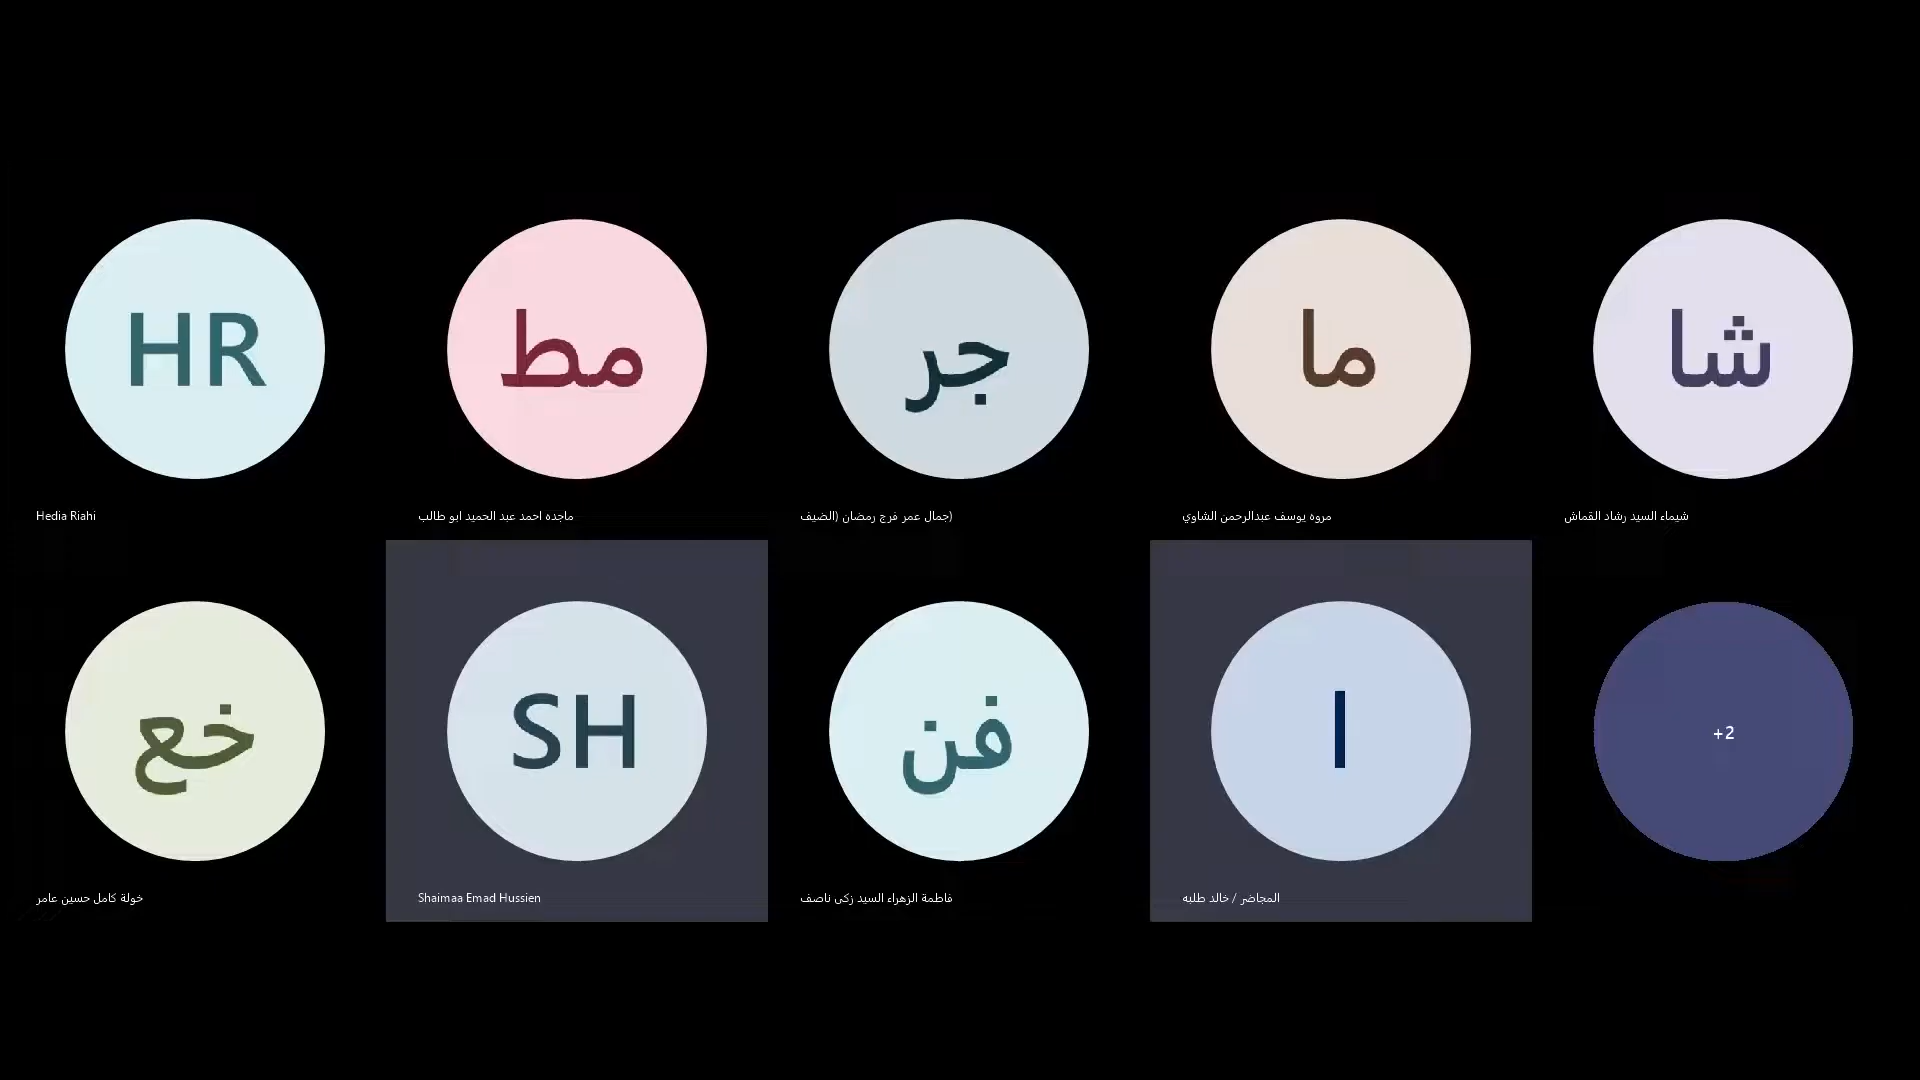 HR
مط
جر
ما
شا
Hedia Riahi
ماجده احمد عبد الحميد ابو طالب
جمال عمر فرج رمضان (الضيف)
مروه يوسف عبدالرحمن الشاوي
شيماء السيد رشاد القماش
خع
SH
فن
ا
+2
خولة كامل حسين عامر
Shaimaa Emad Hussien
فاطمة الزهراء السيد زكى ناصف
المحاضر / خالد طلبه